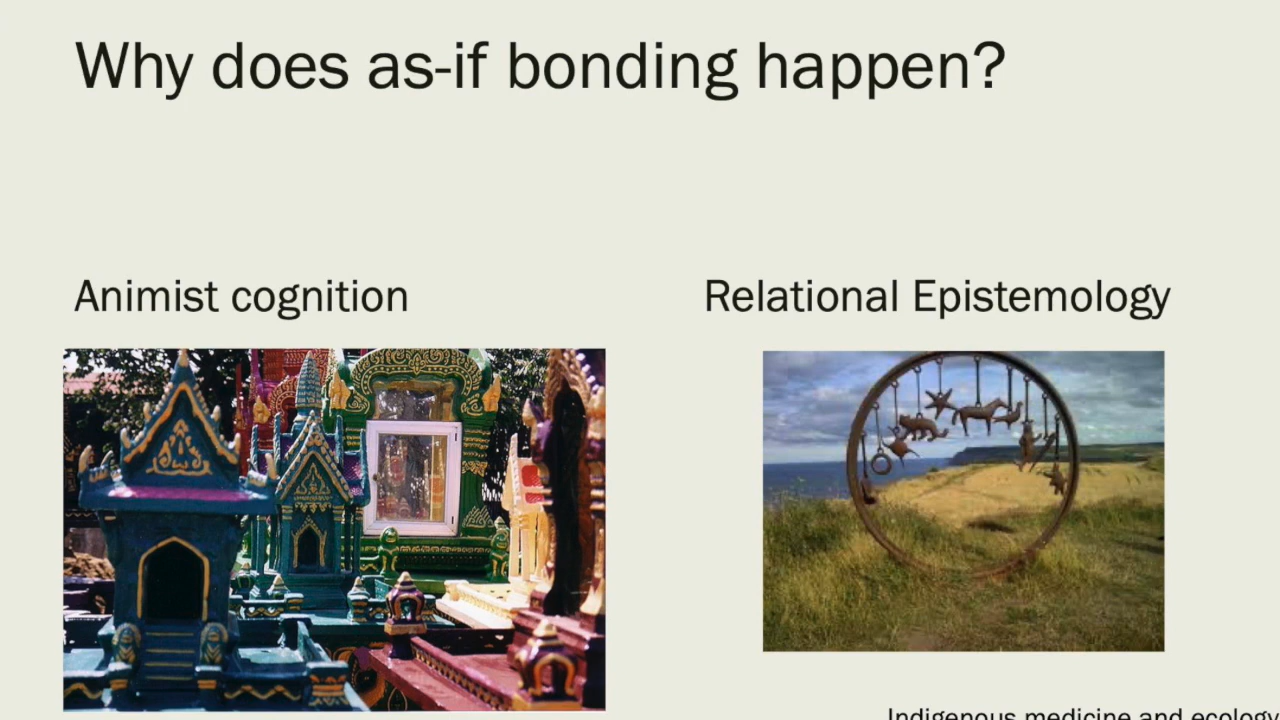 Why does as-if bonding happen?
Animist cognition
Relational Epistemology
Indigenous medicine and ecology